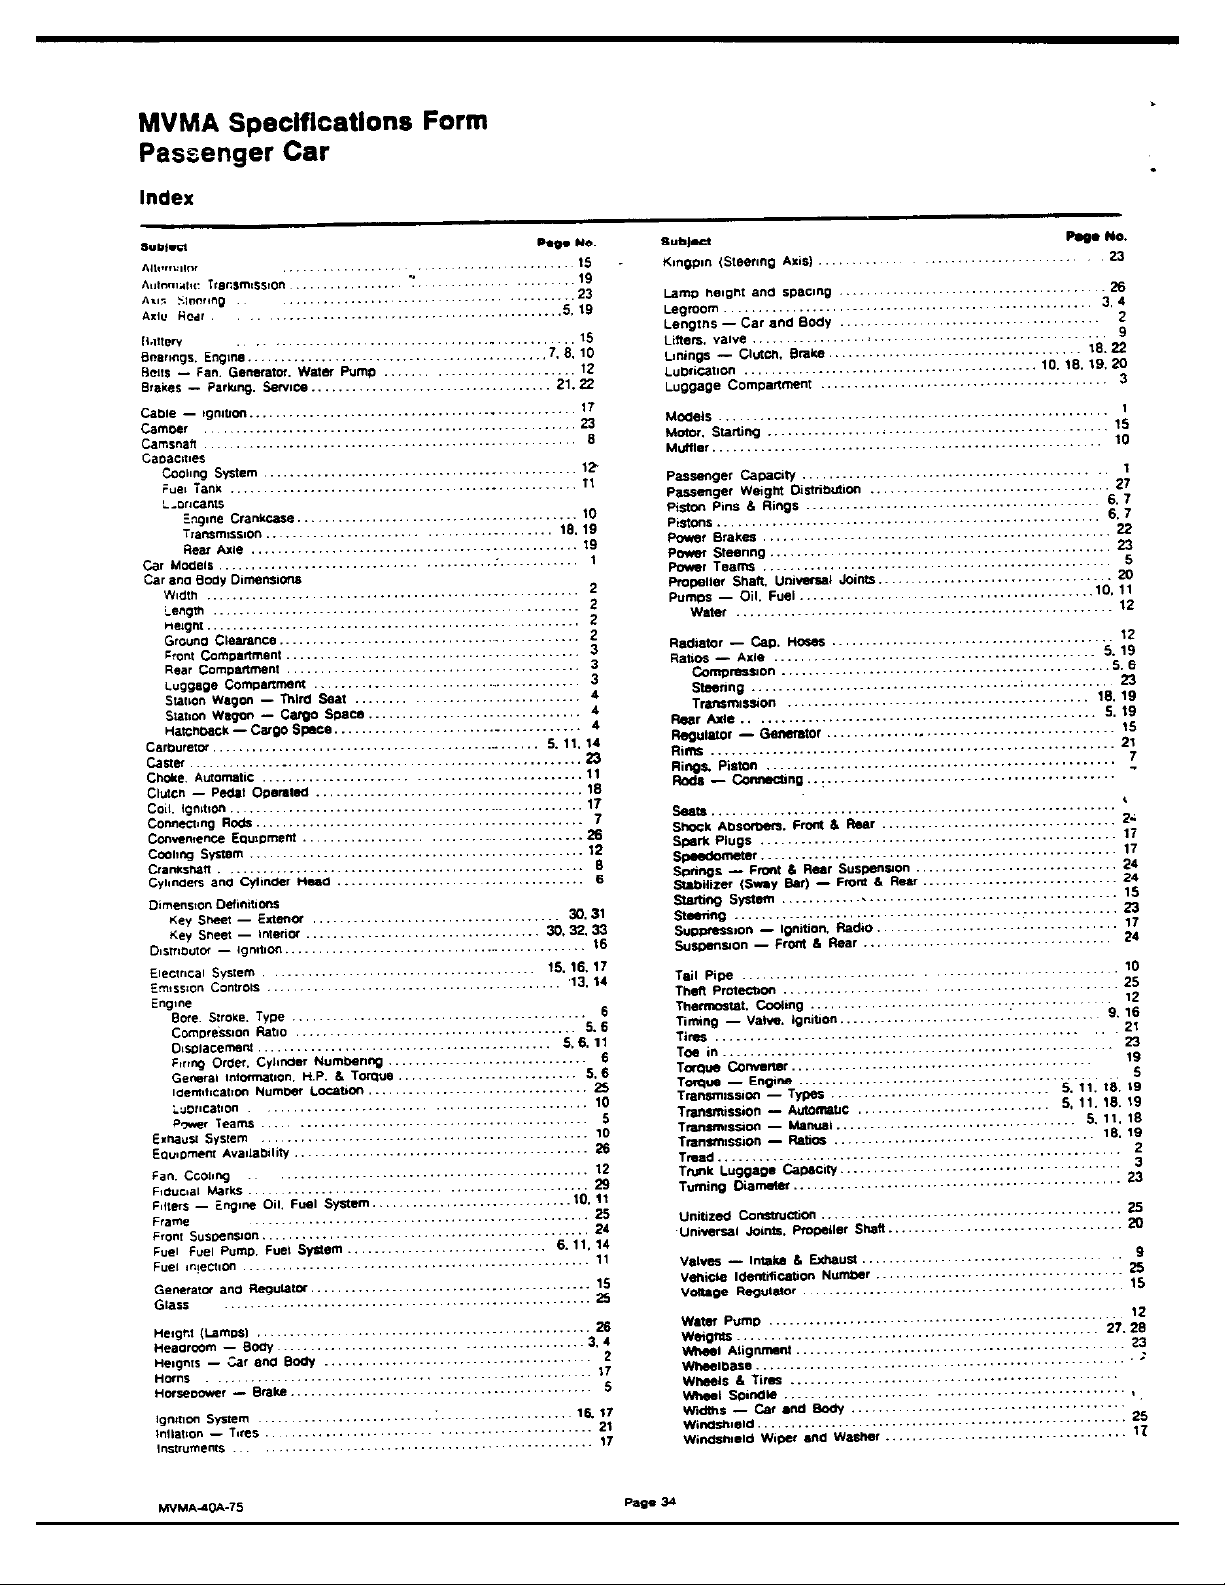 MVMA Specifications Form
Passenger Car
Index
Subject Page No.
Alternator 15
Automatic Transmission 19
Axis Steering 23
Axle Rear 5, 19
Battery 15
Bearings, Engine 7, 8, 10
Belts — Fan, Generator, Water Pump 12
Brakes — Parking, Service 21, 22
Cable — Ignition 17
Camber 23
Camshaft 8
Capacities
Cooling System 12
Fuel Tank 11
Lubricants
Engine Crankcase 10
Transmission 18, 19
Rear Axle 19
Car Models 1
Car and Body Dimensions
Width 2
Length 2
Height 2
Ground Clearance 2
Front Compartment 3
Rear Compartment 3
Luggage Compartment 3
Station Wagon — Third Seat 4
Station Wagon — Cargo Space 4
Hatchback — Cargo Space 4
Carburetor 5, 11, 14
Caster 23
Choke, Automatic 11
Clutch — Pedal Operated 18
Coil, Ignition 17
Connecting Rods 7
Convenience Equipment 26
Cooling System 12
Crankshaft 8
Cylinders and Cylinder Head 6
Dimension Definitions
Key Sheet — Exterior 30, 31
Key Sheet — Interior 30, 32, 33
Distributor — Ignition 16
Electrical System 15, 16, 17
Emission Controls 13, 14
Engine
Bore, Stroke, Type 6
Compression Ratio 5, 6
Displacement 5, 6, 11
Firing Order, Cylinder Numbering 6
General Information, H.P. & Torque 5, 6
Identification Number Location 25
Lubrication 10
Power Teams 5
Exhaust System 10
Equipment Availability 26
Fan, Cooling 12
Fiducial Marks 29
Filters — Engine Oil, Fuel System 10, 11
Frame 25
Front Suspension 24
Fuel Fuel Pump, Fuel System 6, 11, 14
Fuel Injection 11
Generator and Regulator 15
Glass 25
Height (Lamps) 26
Headroom — Body 3, 4
Heights — Car and Body 2
Horns 17
Horsepower — Brake 5
Ignition System 16, 17
Inflation — Tires 21
Instruments 17
Subject Page No.
Kingpin (Steering Axis) 23
Lamp height and spacing 26
Legroom 3, 4
Lengths — Car and Body 2
Lifters, valve 9
Linings — Clutch, Brake 18, 22
Lubrication 10, 18, 19, 20
Luggage Compartment 3
Models 1
Motor, Starting 15
Muffler 10
Passenger Capacity 1
Passenger Weight Distribution 27
Piston Pins & Rings 6, 7
Pistons 6, 7
Power Brakes 22
Power Steering 23
Power Teams 5
Propeller Shaft, Universal Joints 20
Pumps — Oil, Fuel 10, 11
Water 12
Radiator — Cap, Hoses 12
Ratios — Axle 5, 19
Compression 5, 6
Steering 23
Transmission 18, 19
Rear Axle 5, 19
Regulator — Generator 15
Rims 21
Rings, Piston 7
Rods — Connecting
Seats
Shock Absorbers, Front & Rear
Spark Plugs 17
Speedometer 17
Springs — Front & Rear Suspension 24
Stabilizer (Sway Bar) — Front & Rear 24
Starting System 15
Steering 23
Suppression — Ignition, Radio 17
Suspension — Front & Rear 24
Tail Pipe 10
Theft Protection 25
Thermostat, Cooling 12
Timing — Valve, Ignition 9, 16
Tires 21
Toe in 23
Torque Converter 19
Torque — Engine 5
Transmission — Types 5, 11, 18, 19
Transmission — Automatic 5, 11, 18, 19
Transmission — Manual 5, 11, 18
Transmission — Ratios 18, 19
Tread 2
Trunk Luggage Capacity 3
Turning Diameter 23
Unitized Construction 25
Universal Joints, Propeller Shaft 20
Valves — Intake & Exhaust 9
Vehicle Identification Number 25
Voltage Regulator 15
Water Pump 12
Weights 27, 28
Wheel Alignment 23
Wheelbase
Wheels & Tires
Wheel Spindle
Widths — Car and Body
Windshield 25
Windshield Wiper and Washer 17
MVMA-40A-75
Page 34